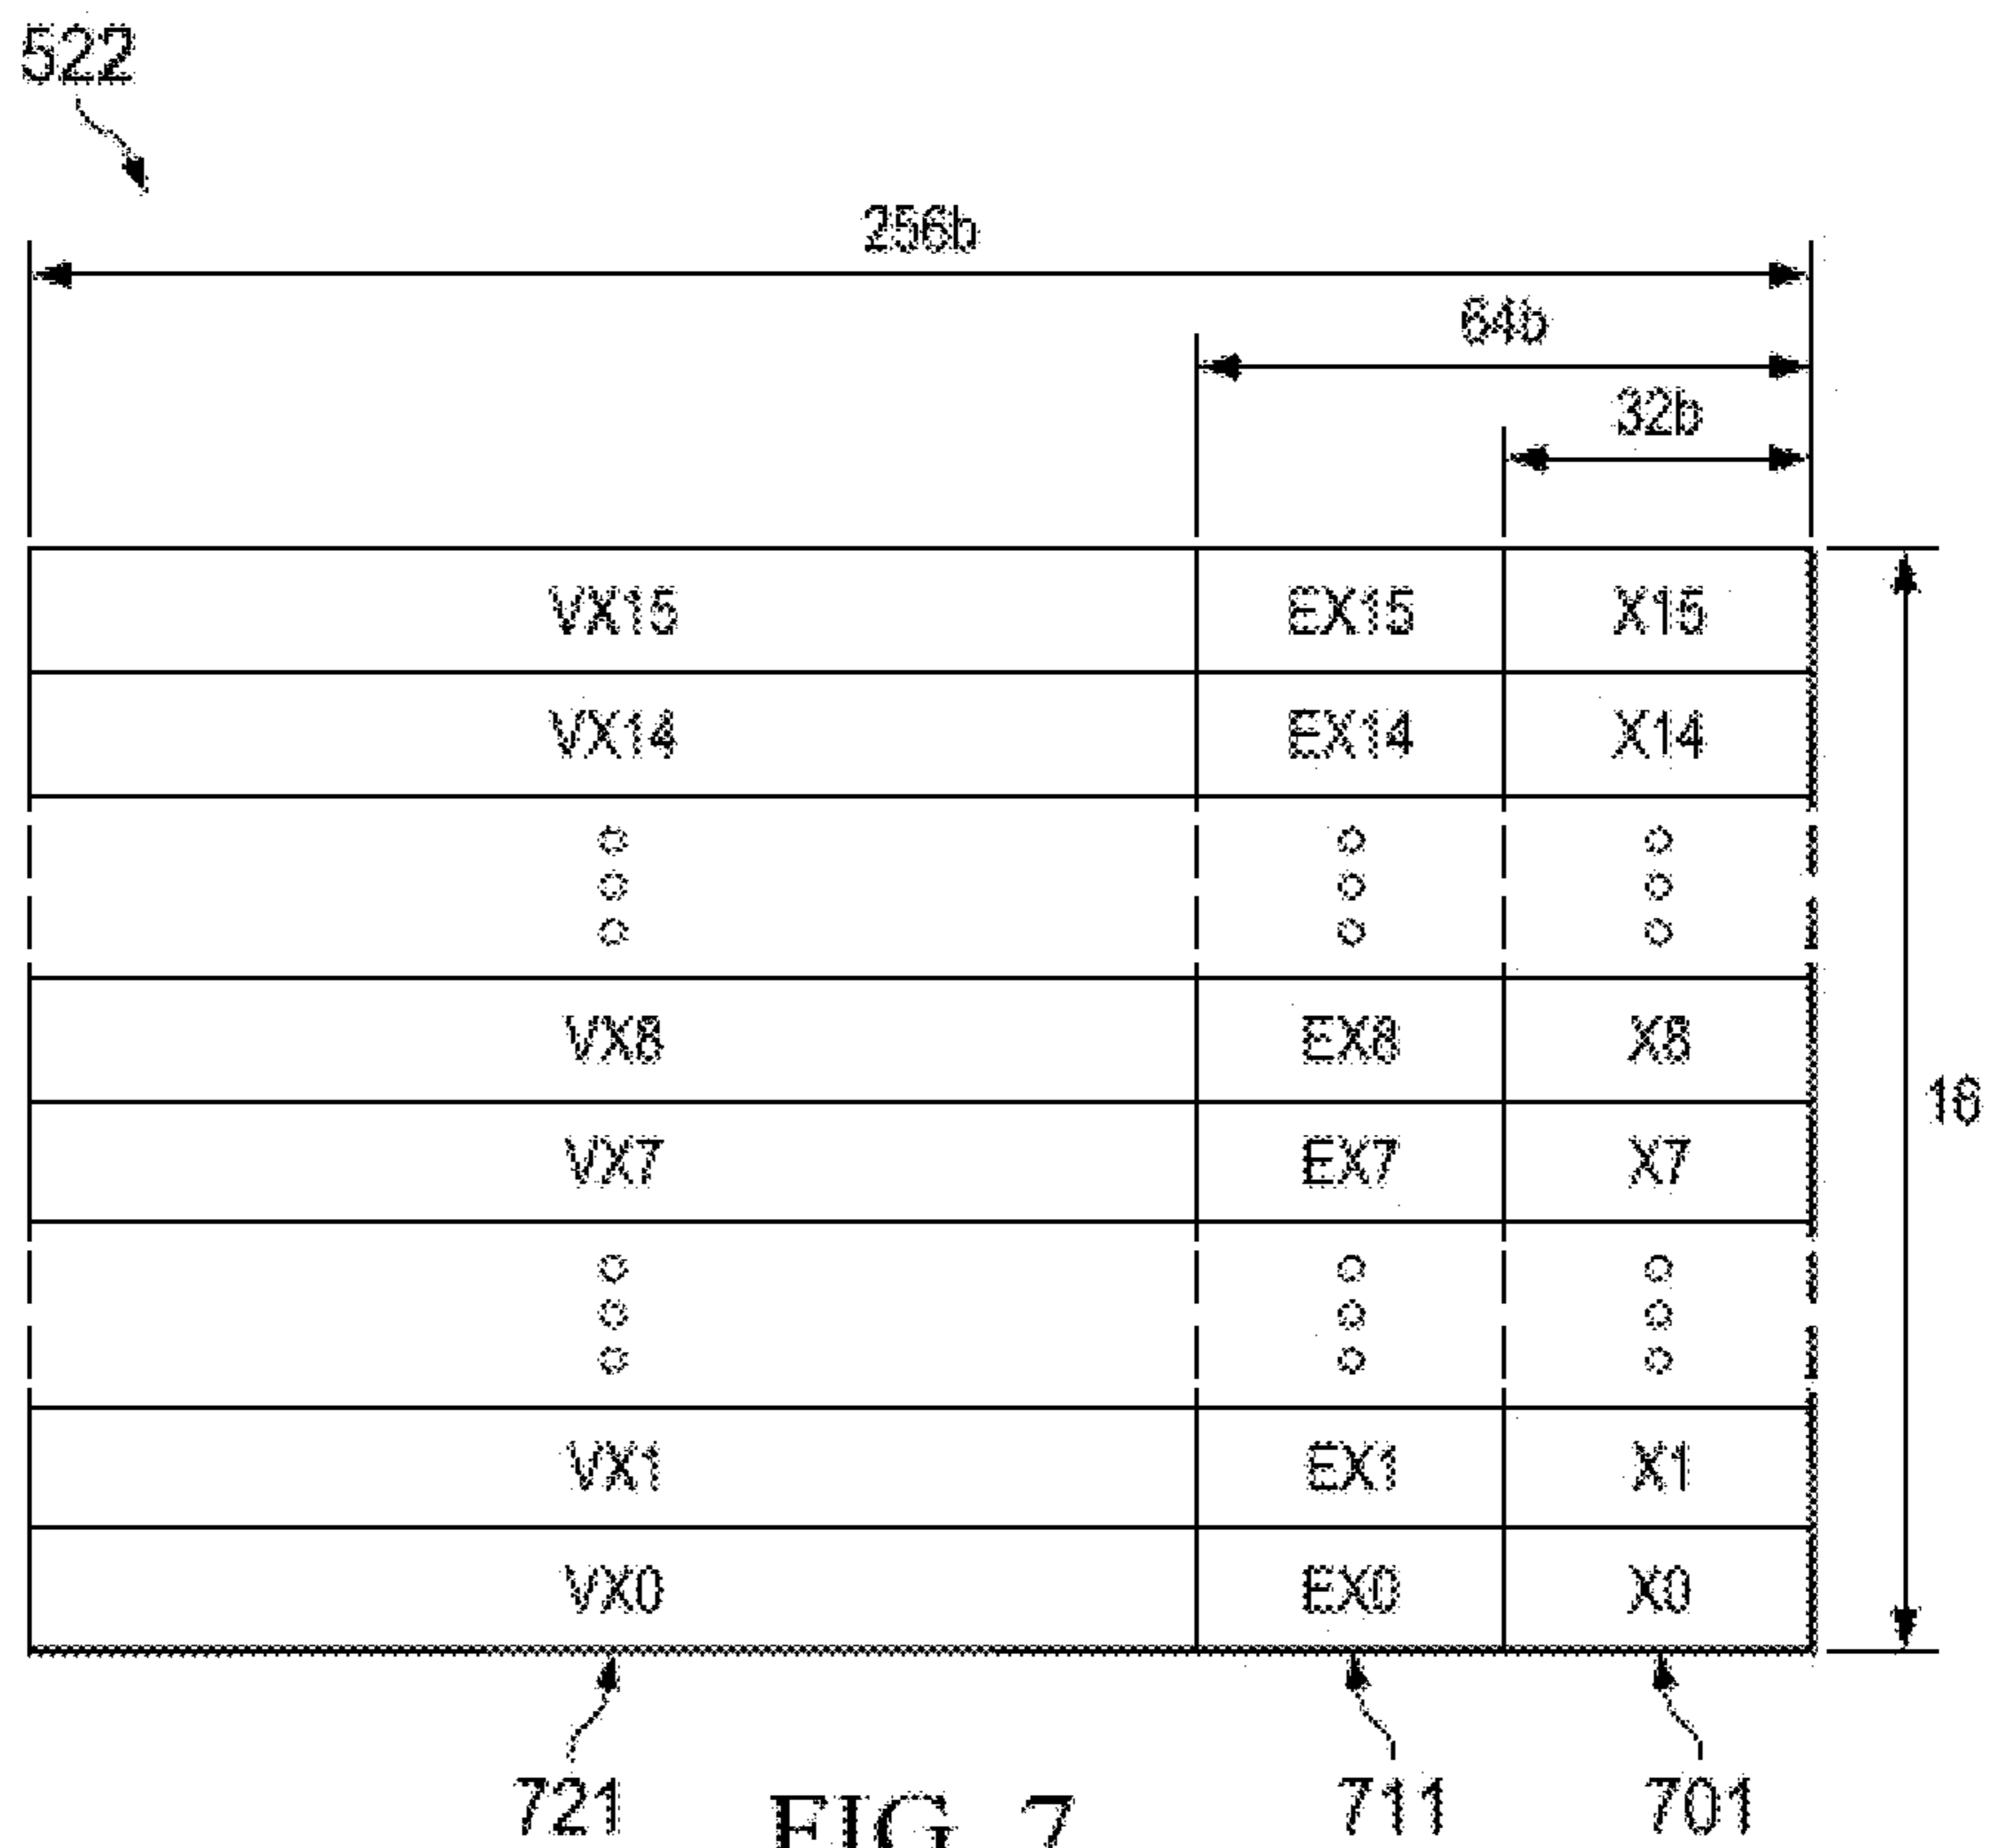 522
256b
64b
32b
VX15 EX15 X15
VX14 EX14 X14
VX8 EX8 X8
16
VX7 EX7 X7
VX1 EX1 X1
VX0 EX0 X0
721 711 701
FIG. 7